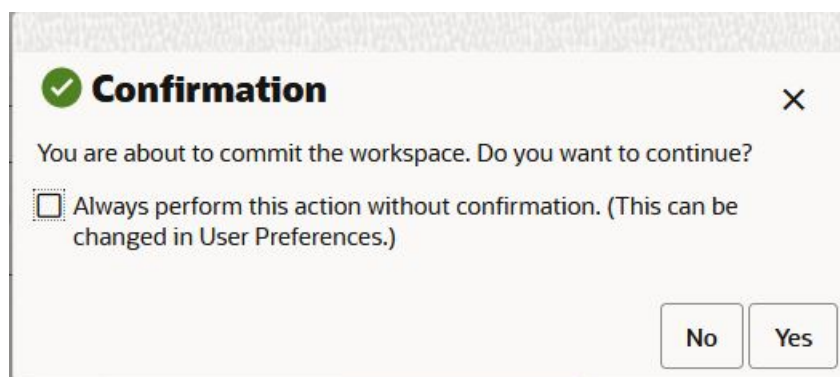 Confirmation
You are about to commit the workspace. Do you want to continue?
Always perform this action without confirmation. (This can be
changed in User Preferences.)
No Yes